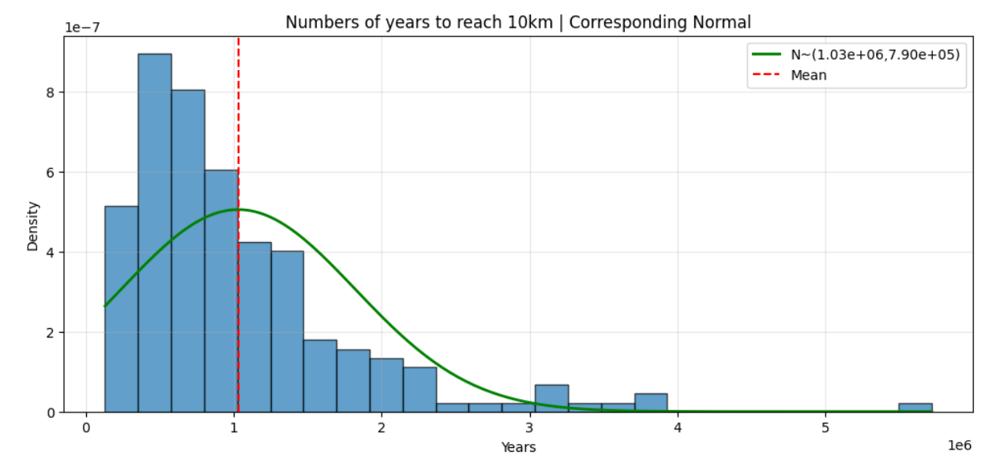 Numbers of years to reach 10km | Corresponding Normal
1e−7
N~(1.03e+06,7.90e+05)
Mean
8
6
4
2
0
Density
0 1 2 3 4 5
1e6
Years